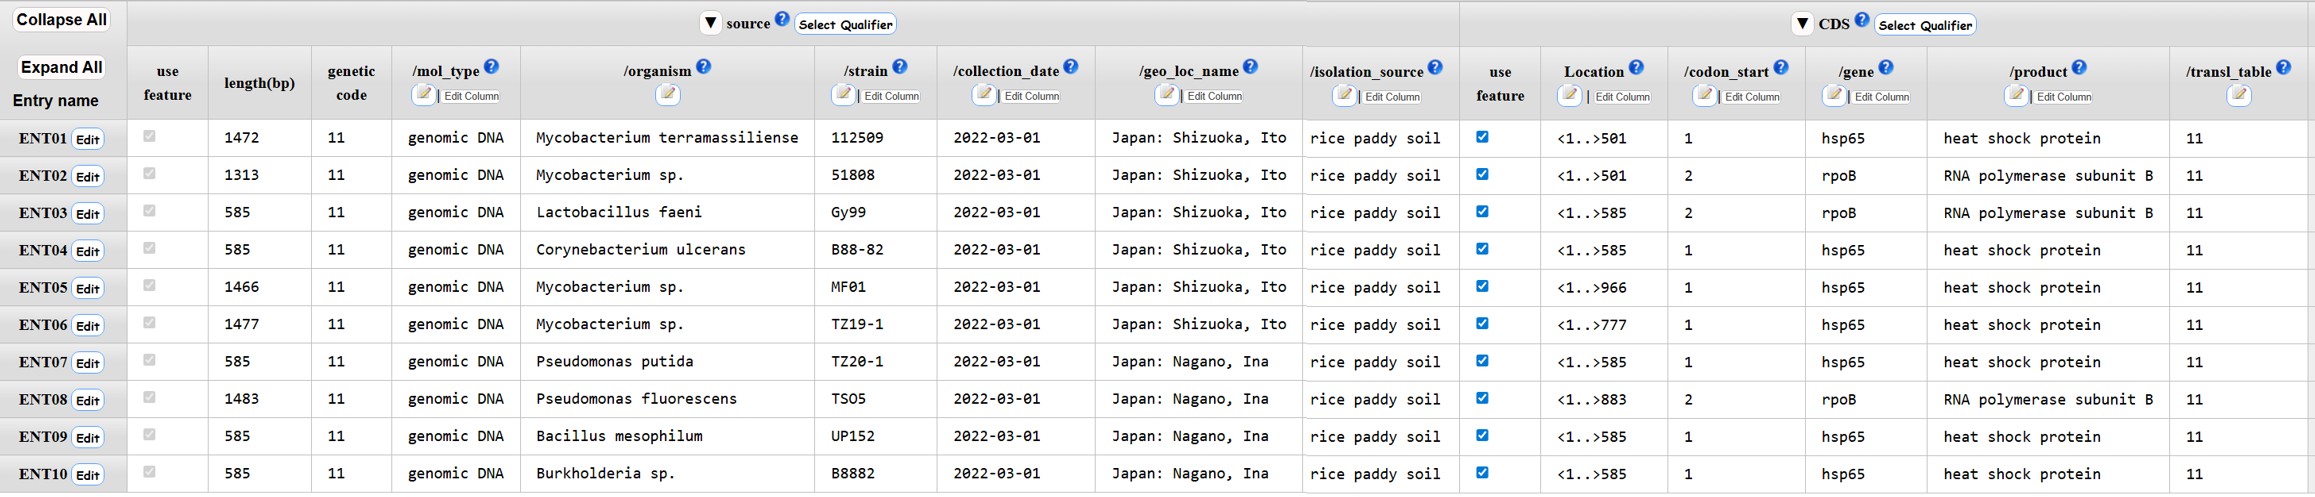 Collapse All ▼ source ? Select Qualifier ▼ CDS ? Select Qualifier
Expand All
Entry name
use feature length(bp) genetic code /mol_type ? | Edit Column /organism ? /strain ? | Edit Column /collection_date ? | Edit Column /geo_loc_name ? | Edit Column /isolation_source ? | Edit Column use feature Location ? | Edit Column /codon_start ? | Edit Column /gene ? | Edit Column /product ? | Edit Column /transl_table ?
ENT01 Edit 1472 11 genomic DNA Mycobacterium terramassiliense 112509 2022-03-01 Japan: Shizuoka, Ito rice paddy soil <1..>501 1 hsp65 heat shock protein 11
ENT02 Edit 1313 11 genomic DNA Mycobacterium sp. 51808 2022-03-01 Japan: Shizuoka, Ito rice paddy soil <1..>501 2 rpoB RNA polymerase subunit B 11
ENT03 Edit 585 11 genomic DNA Lactobacillus faeni Gy99 2022-03-01 Japan: Shizuoka, Ito rice paddy soil <1..>585 2 rpoB RNA polymerase subunit B 11
ENT04 Edit 585 11 genomic DNA Corynebacterium ulcerans B88-82 2022-03-01 Japan: Shizuoka, Ito rice paddy soil <1..>585 1 hsp65 heat shock protein 11
ENT05 Edit 1466 11 genomic DNA Mycobacterium sp. MF01 2022-03-01 Japan: Shizuoka, Ito rice paddy soil <1..>966 1 hsp65 heat shock protein 11
ENT06 Edit 1477 11 genomic DNA Mycobacterium sp. TZ19-1 2022-03-01 Japan: Shizuoka, Ito rice paddy soil <1..>777 1 hsp65 heat shock protein 11
ENT07 Edit 585 11 genomic DNA Pseudomonas putida TZ20-1 2022-03-01 Japan: Nagano, Ina rice paddy soil <1..>585 1 hsp65 heat shock protein 11
ENT08 Edit 1483 11 genomic DNA Pseudomonas fluorescens TSO5 2022-03-01 Japan: Nagano, Ina rice paddy soil <1..>883 2 rpoB RNA polymerase subunit B 11
ENT09 Edit 585 11 genomic DNA Bacillus mesophilum UP152 2022-03-01 Japan: Nagano, Ina rice paddy soil <1..>585 1 hsp65 heat shock protein 11
ENT10 Edit 585 11 genomic DNA Burkholderia sp. B8882 2022-03-01 Japan: Nagano, Ina rice paddy soil <1..>585 1 hsp65 heat shock protein 11